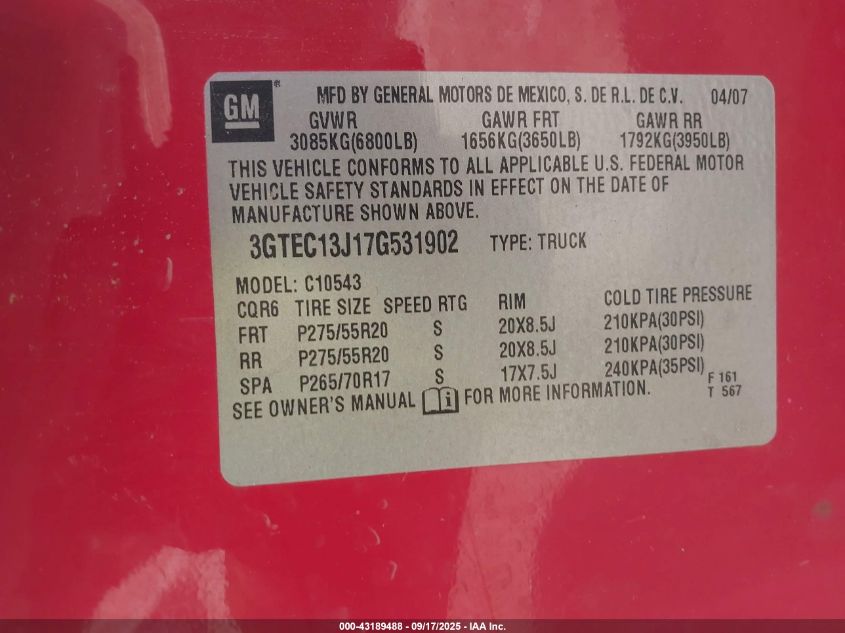 GM ®
MFD BY GENERAL MOTORS DE MEXICO, S. DE R.L. DE C.V. 04/07
GVWR GAWR FRT GAWR RR
3085KG(6800LB) 1656KG(3650LB) 1792KG(3950LB)
THIS VEHICLE CONFORMS TO ALL APPLICABLE U.S. FEDERAL MOTOR
VEHICLE SAFETY STANDARDS IN EFFECT ON THE DATE OF
MANUFACTURE SHOWN ABOVE.
3GTEC13J17G531902 TYPE: TRUCK
MODEL: C10543
CQR6 TIRE SIZE SPEED RTG RIM COLD TIRE PRESSURE
FRT P275/55R20 S 20X8.5J 210KPA(30PSI)
RR P275/55R20 S 20X8.5J 210KPA(30PSI)
SPA P265/70R17 S 17X7.5J 240KPA(35PSI)
F 161
T 567
SEE OWNER'S MANUAL i FOR MORE INFORMATION.
000-43189488 - 09/17/2025 - IAA Inc.